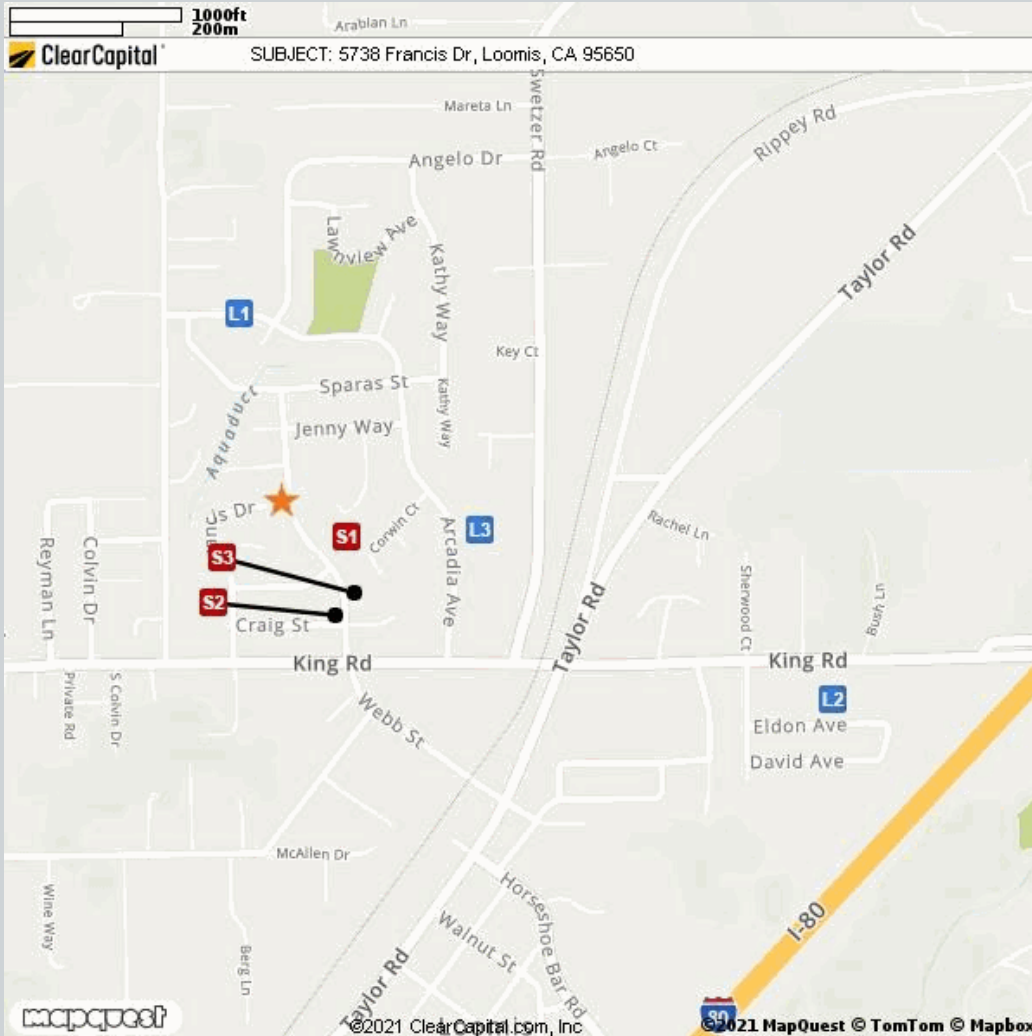 1000ft
200m
Arabian Ln
ClearCapital
SUBJECT: 5738 Francis Dr, Loomis, CA 95650
Swetzer Rd
Mareta Ln
Rippey Rd
Angelo Dr
Angelo Ct
Lawnview Ave
Kathy Way
Taylor Rd
L1
Key Ct
Sparas St
Kathy Way
Aquaduct
Jenny Way
is Dr
S1
Corwin Ct
L3
Rachel Ln
Reyman Ln
Colvin Dr
S3
Arcadia Ave
Sherwood Ct
Bush Ln
S2
Craig St
Taylor Rd
King Rd
King Rd
Private Rd
S Colvin Dr
Webb St
L2
Eldon Ave
David Ave
McAllen Dr
Wine Way
Berg Ln
Horseshoe Bar Rd
Walnut St
I-80
Taylor Rd
80
mapquest
©2021 ClearCapital.com, Inc
©2021 MapQuest © TomTom © Mapbox